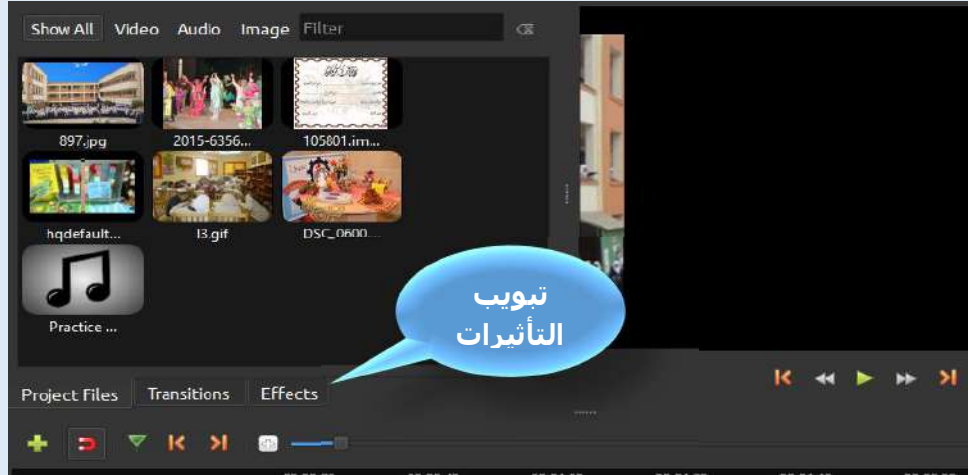 Show All Video Audio Image Filter
897.jpg 2015-6356... 105801.im...
hqdefault... l3.gif DSC_0600....
Practice ...
تبويب
التأثيرات
Project Files Transitions Effects